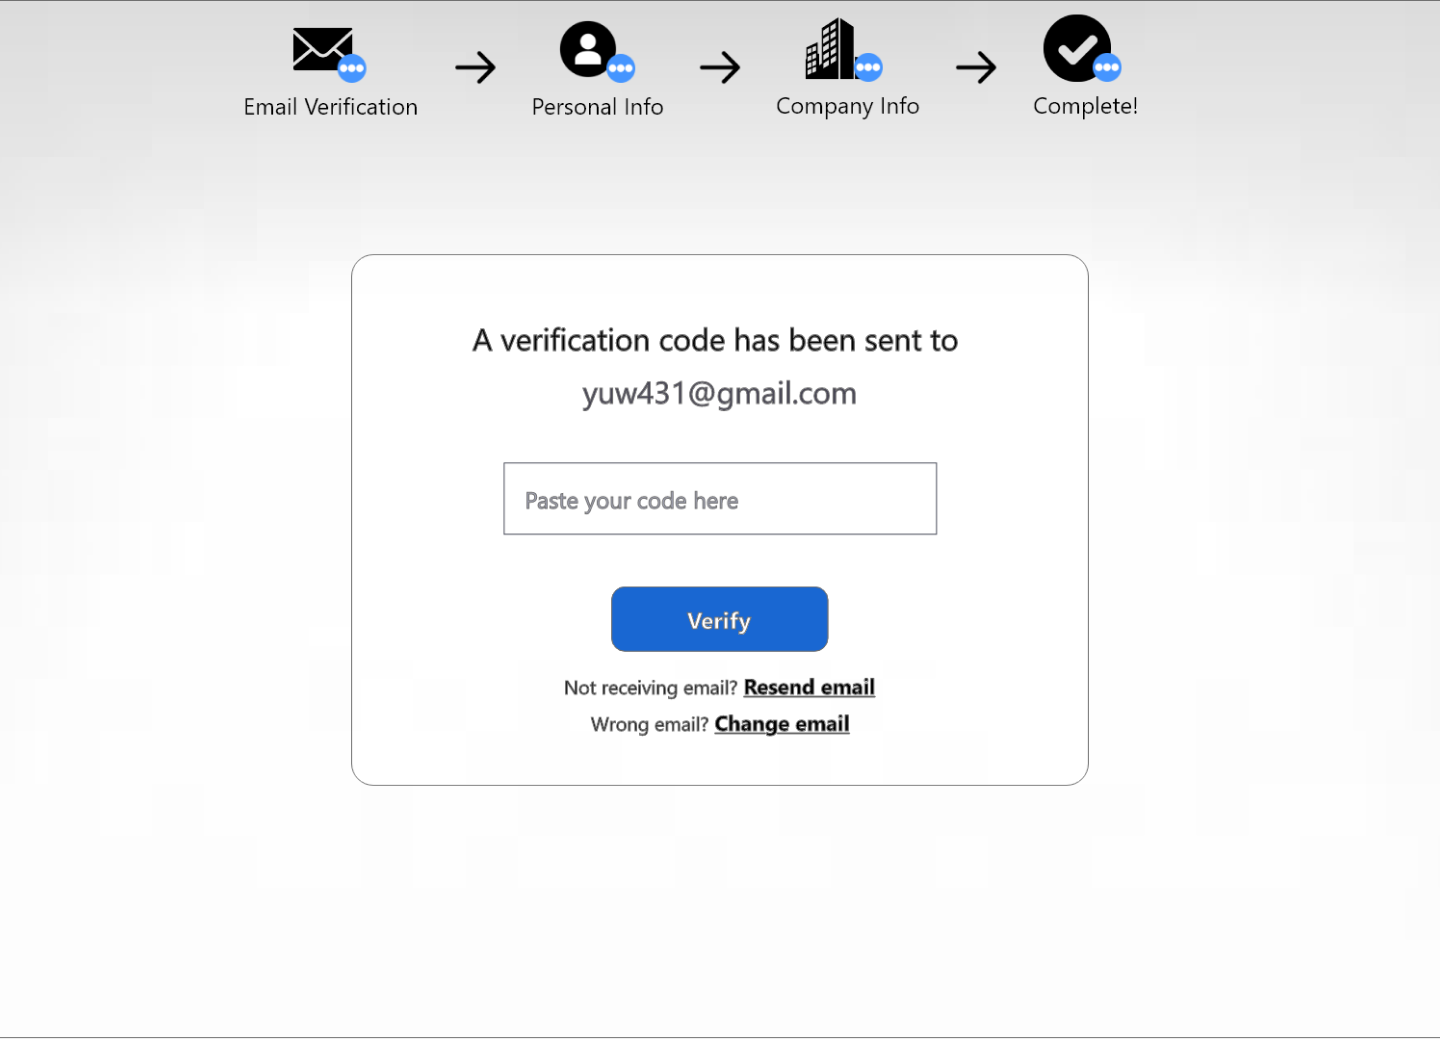 Email Verification
Personal Info
Company Info
Complete!
A verification code has been sent to
yuw431@gmail.com
Paste your code here
Verify
Not receiving email? Resend email
Wrong email? Change email